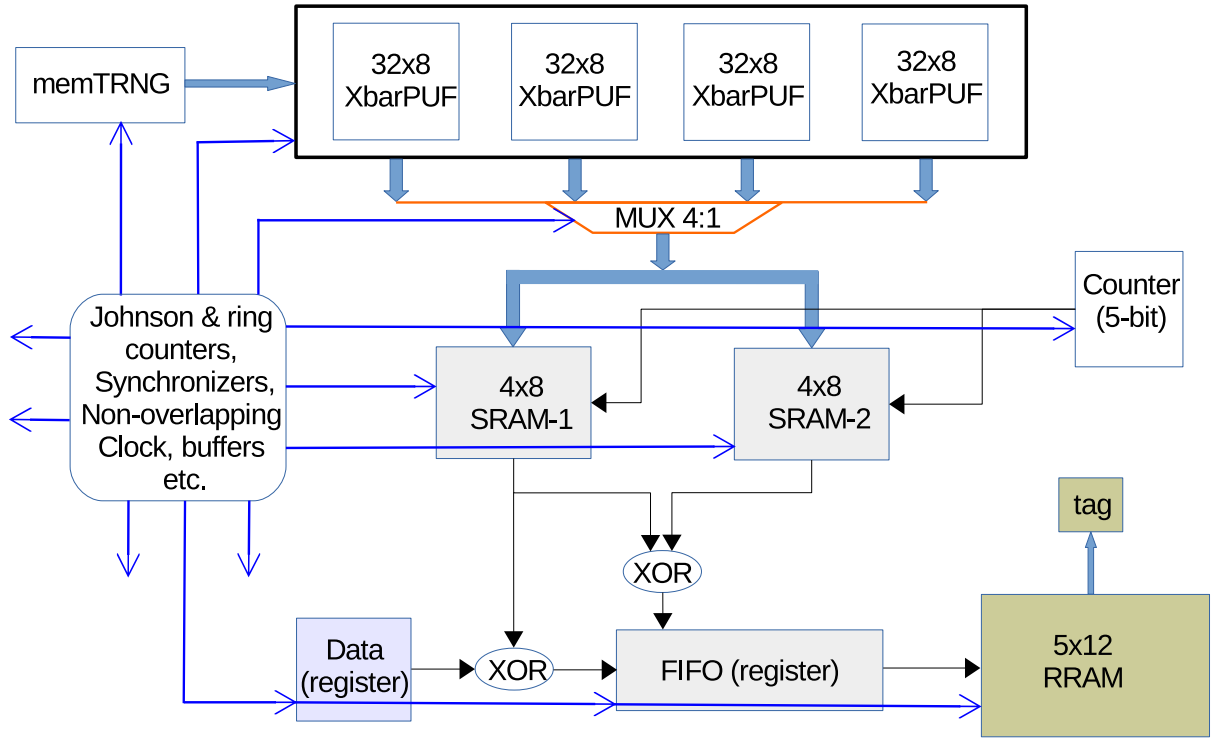 memTRNG
32x8
XbarPUF
32x8
XbarPUF
32x8
XbarPUF
32x8
XbarPUF
MUX 4:1
Johnson & ring
counters,
Synchronizers,
Non-overlapping
Clock, buffers
etc.
Counter
(5-bit)
4x8
SRAM-1
4x8
SRAM-2
XOR
tag
Data
(register)
XOR
FIFO (register)
5x12
RRAM